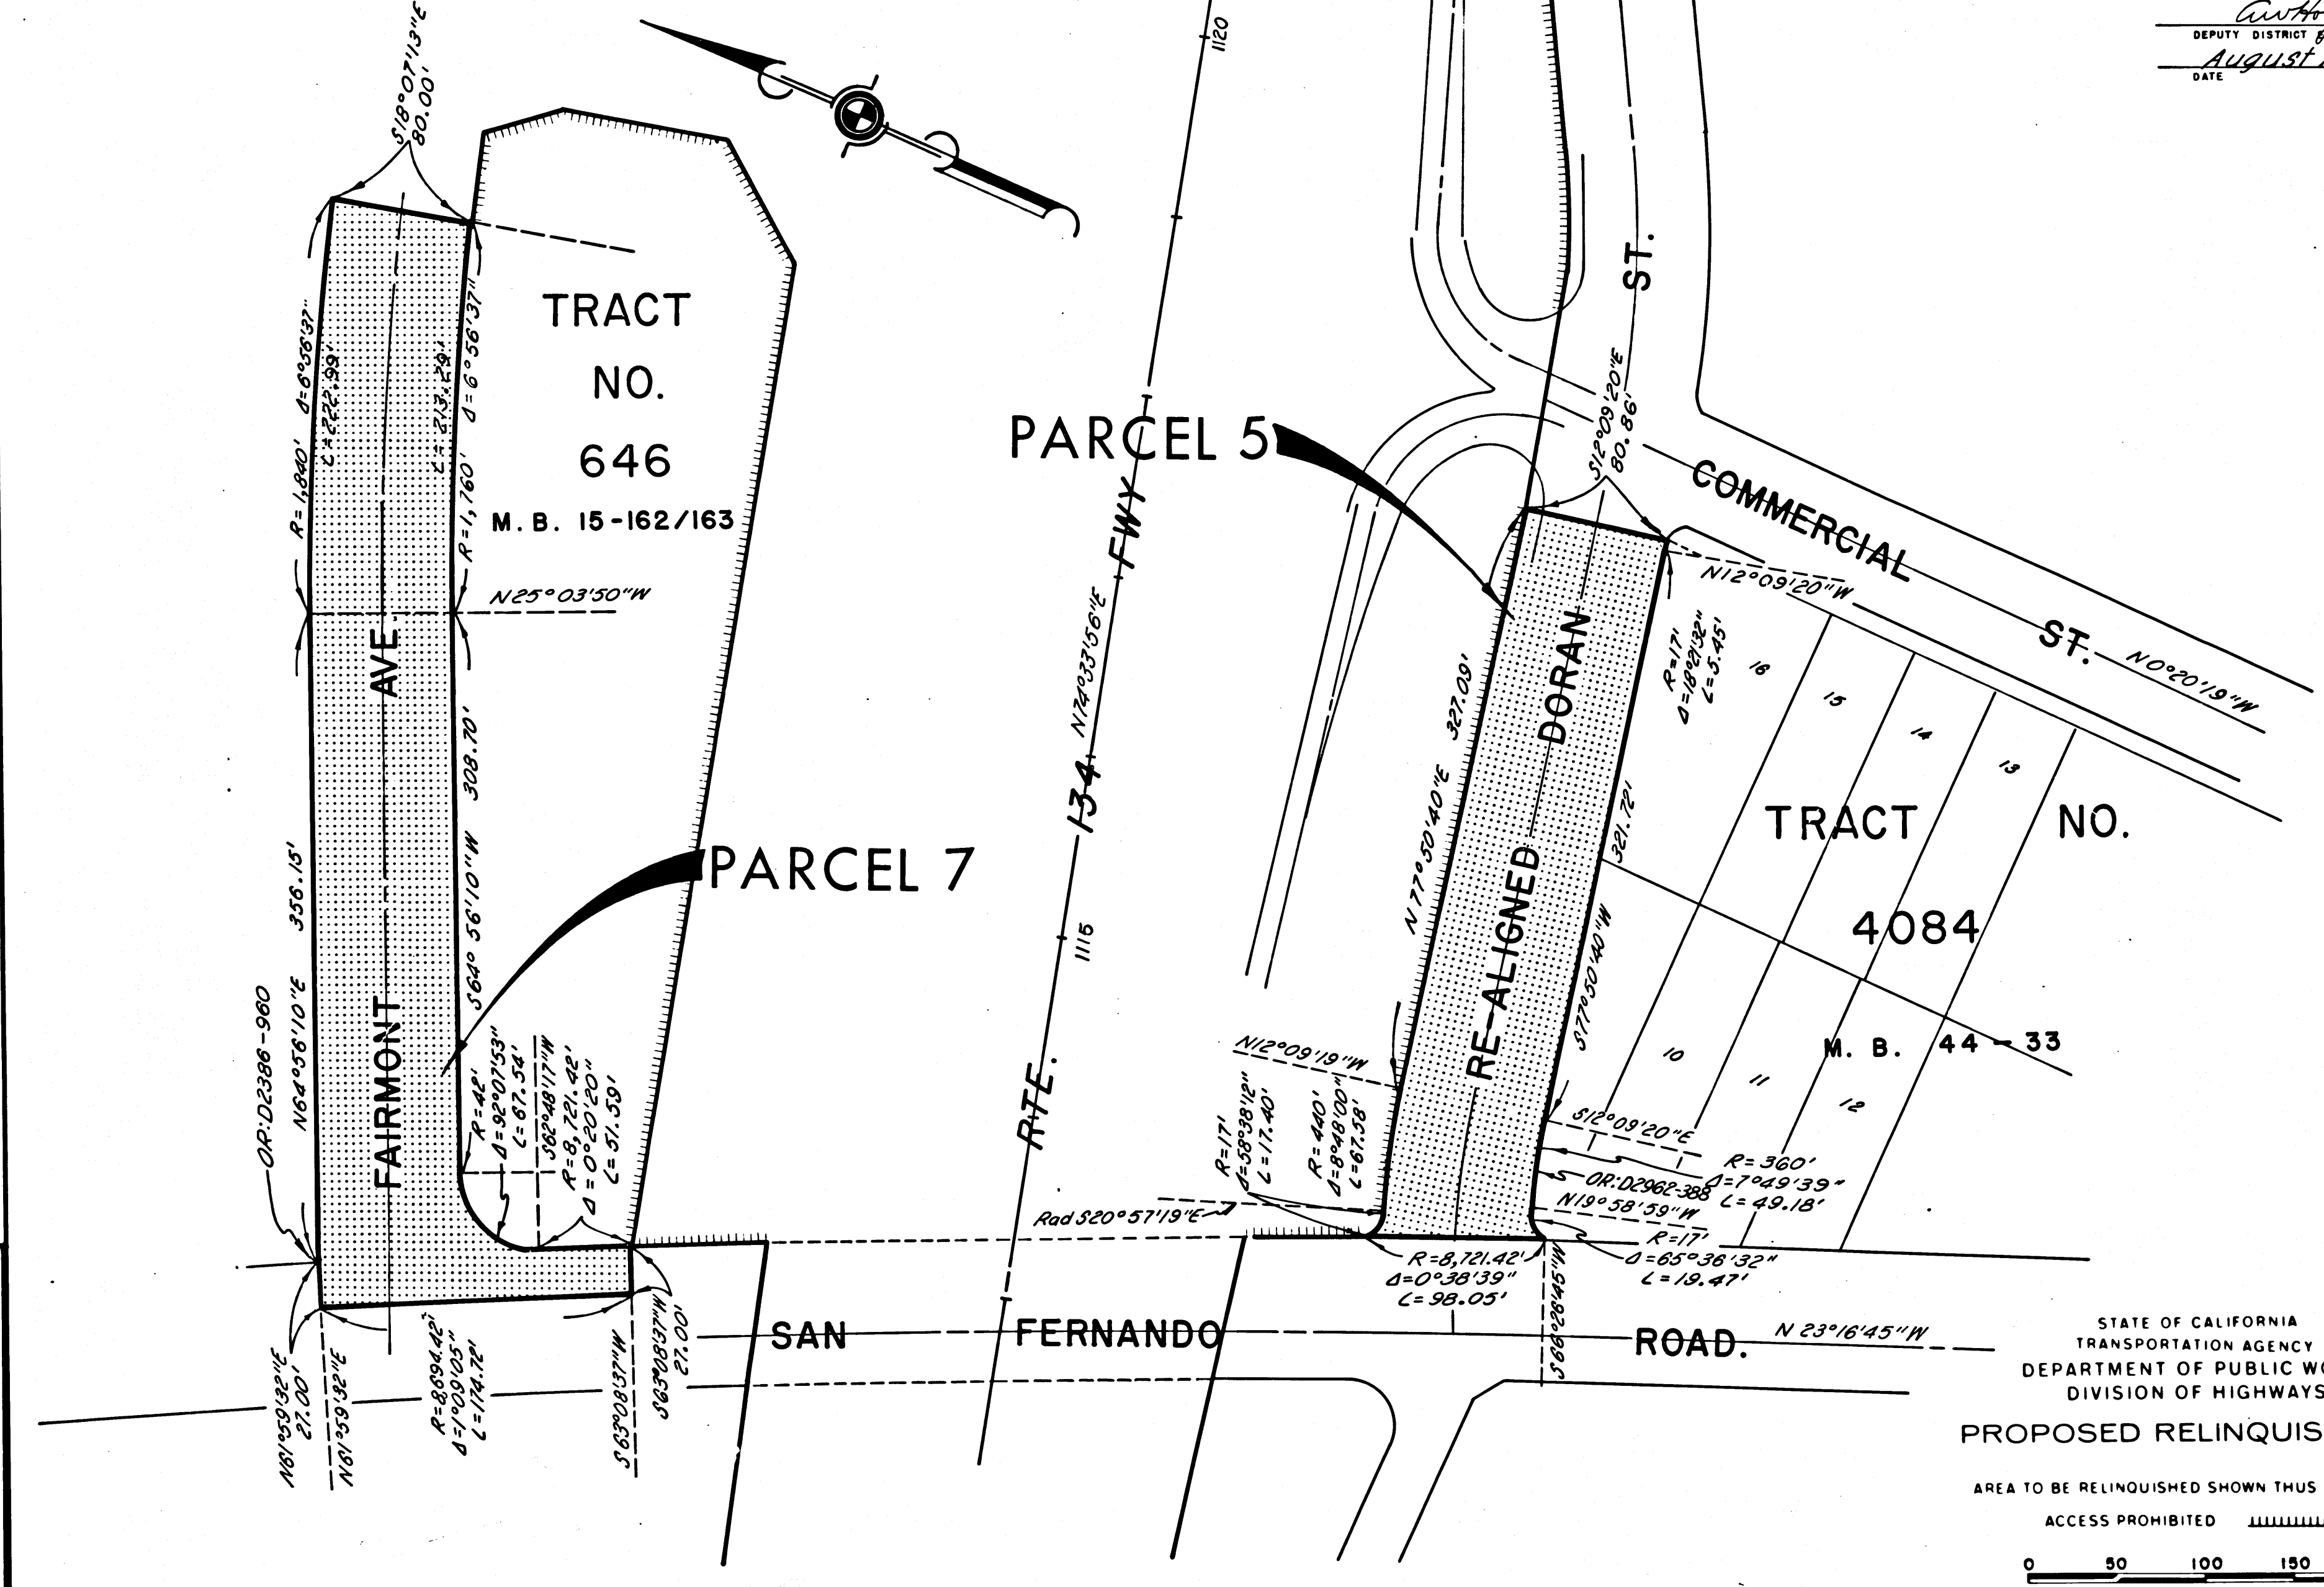 DEPUTY DISTRICT
August
DATE
S18°07'13"E
80.00'
1120
TRACT
NO.
646
M. B. 15-162/163
R=1,840' Δ=6°56'37"
L=222.99'
L=213.29'
R=1,760' Δ=6°56'37"
N25°03'50"W
FAIRMONT AVE.
N64°56'10"E 356.15'
S64°56'10"W 308.70'
PARCEL 7
OR:D2386-960
R=42'
Δ=92°07'53"
L=67.54'
S62°48'17"W
R=8,721.42'
Δ=0°20'20"
L=51.59'
N61°59'32"E
27.00'
N61°59'32"E
R=8,694.42'
Δ=1°09'05"
L=174.72'
S63°08'37"W
S63°08'37"W
27.00'
RTE. 134 FWY
N74°33'56"E
1115
PARCEL 5
ST.
S12°09'20"E
80.86'
COMMERCIAL ST.
N0°20'19"W
N12°09'20"W
R=17'
Δ=18°21'32"
L=5.45'
N77°50'40"E 327.09'
RE-ALIGNED DORAN
S77°50'40"W 321.72'
16
15
14
13
TRACT NO.
4084
M. B. 44-33
10
11
12
N12°09'19"W
R=17'
Δ=58°38'12"
L=17.40'
R=440'
Δ=8°48'00"
L=67.58'
Rad S20°57'19"E
S12°09'20"E
R=360'
Δ=7°49'39"
L=49.18'
OR:D2962-388
N19°58'59"W
R=17'
Δ=65°36'32"
L=19.47'
R=8,721.42'
Δ=0°38'39"
L=98.05'
S66°28'45"W
SAN FERNANDO ROAD.
N 23°16'45"W
STATE OF CALIFORNIA
TRANSPORTATION AGENCY
DEPARTMENT OF PUBLIC WO
DIVISION OF HIGHWAYS
PROPOSED RELINQUIS
AREA TO BE RELINQUISHED SHOWN THUS
ACCESS PROHIBITED
0 50 100 150